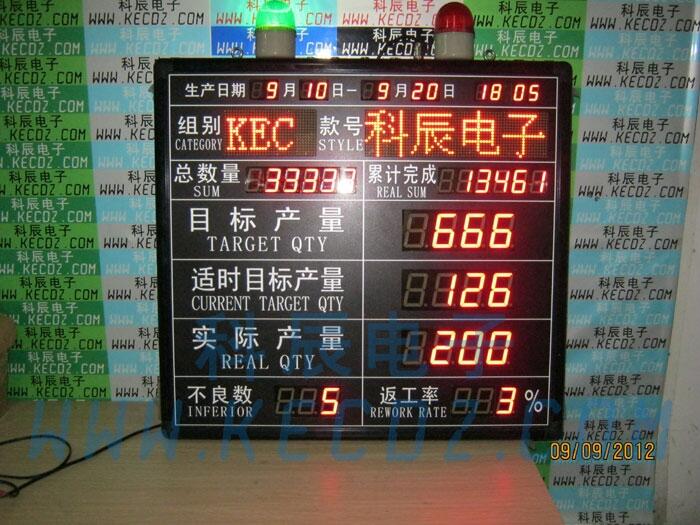 生产日期 9月10日-9月20日 18 05
组别 KEC 款号 科辰电子
CATEGORY STYLE
总数量 33333 累计完成 13461
SUM REAL SUM
目标产量 666
TARGET QTY
适时目标产量 126
CURRENT TARGET QTY
实际产量 200
REAL QTY
不良数 5 返工率 3 %
INFERIOR REWORK RATE
科辰电子
WWW.KECDZ.COM
09/09/2012